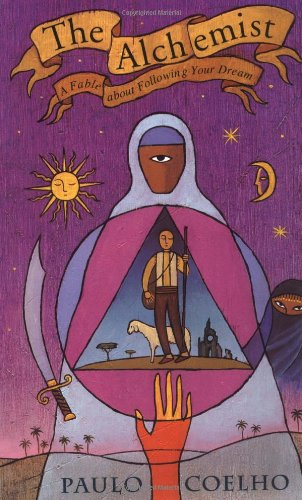 The Alchemist
A Fable about Following Your Dream
PAULO COELHO